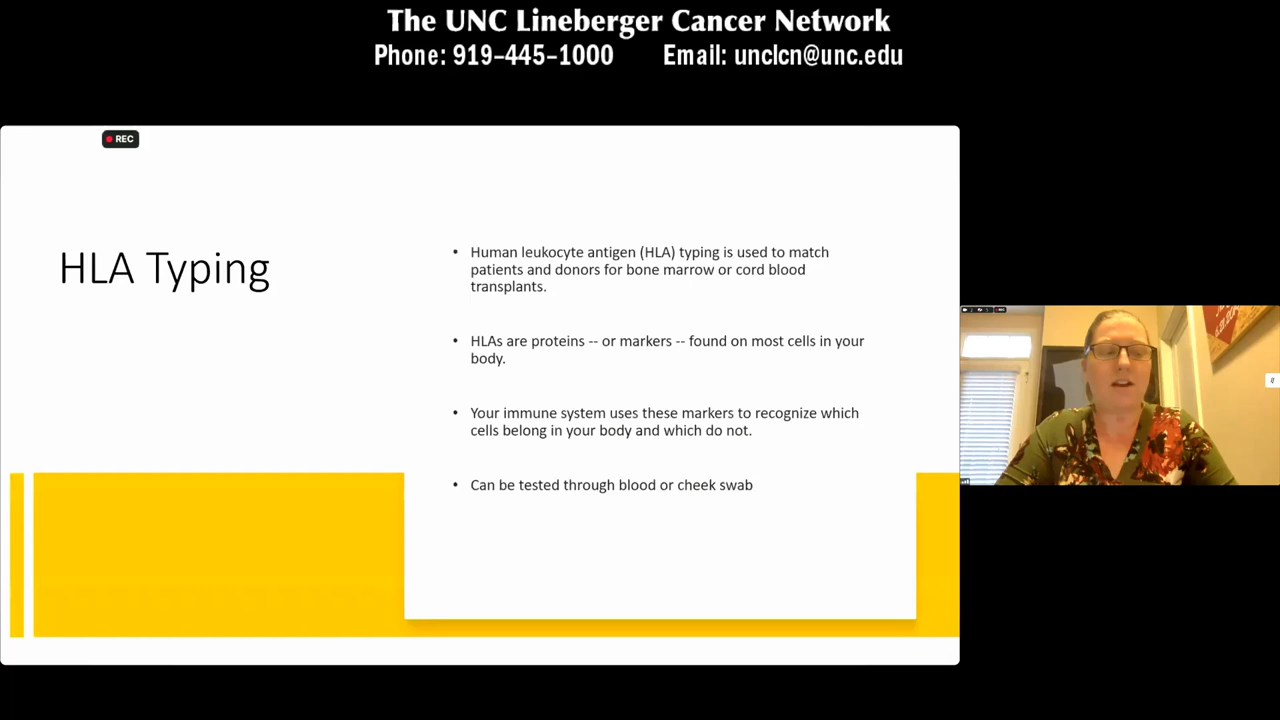 The UNC Lineberger Cancer Network
Phone: 919-445-1000 Email: unclcn@unc.edu
REC
HLA Typing
• Human leukocyte antigen (HLA) typing is used to match
patients and donors for bone marrow or cord blood
transplants.
• HLAs are proteins -- or markers -- found on most cells in your
body.
• Your immune system uses these markers to recognize which
cells belong in your body and which do not.
• Can be tested through blood or cheek swab